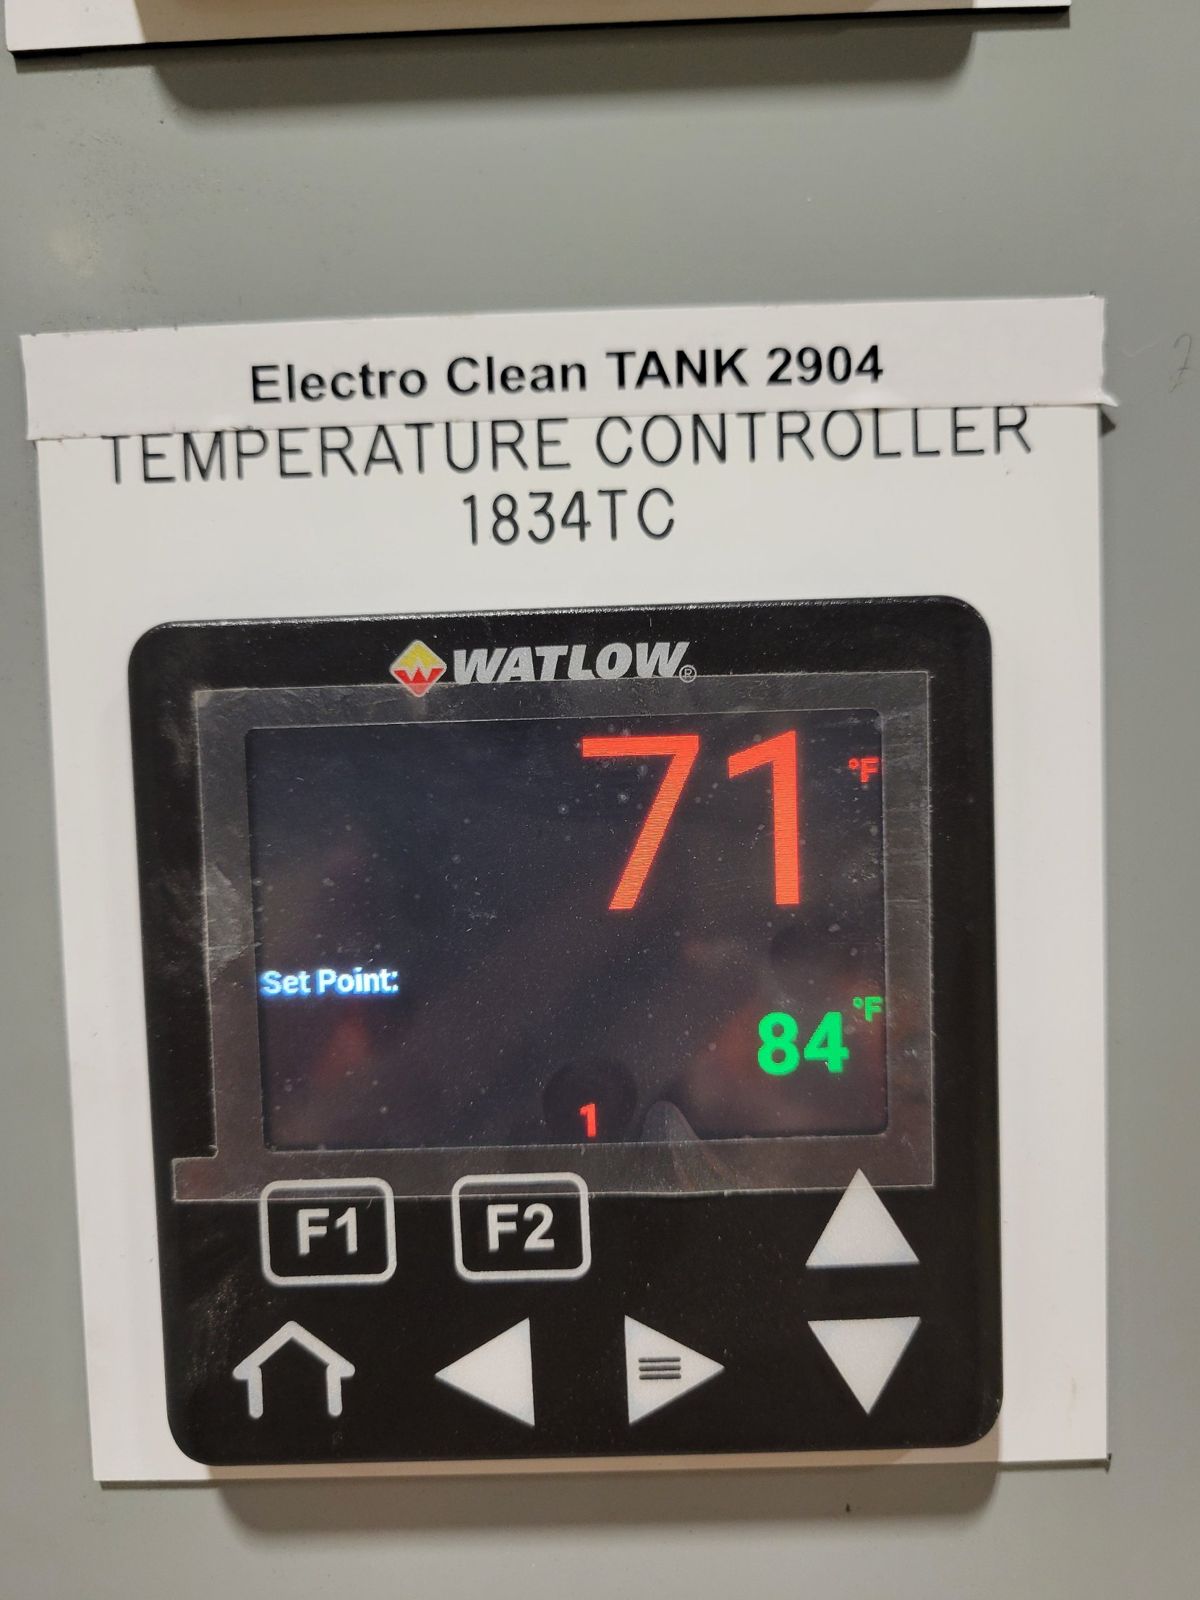 Electro Clean TANK 2904
TEMPERATURE CONTROLLER
1834TC
WATLOW®
71 °F
Set Point:
84 °F
1
F1 F2